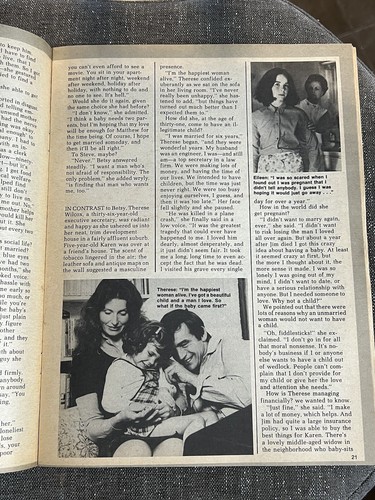 you can't even afford to see a
movie. You sit in your apart-
ment night after night, weekend
after weekend, holiday after
holiday, with nothing to do and
no one to see. It's hell."
Would she do it again, given
the same choice she had before?
"I don't know," she admitted.
"I think a baby needs two par-
ents, but I'm hoping my love
will be enough for Matthew for
the time being. Of course, I hope
to get married someday, and
then it'll be all right."
To Steve, maybe?
"Never!" Betsy answered
steadily. "I need a man who's
not afraid of responsibility. The
only problem," she added wryly,
"is finding that man who wants
me, too."
IN CONTRAST to Betsy, Therese
Wilcox, a thirty-six-year-old
executive secretary, was radiant
and happy as she ushered us into
her neat, trim development
house in a fairly affluent suburb.
Five-year-old Karen was over at
a friend's house. The scent of
tobacco lingered in the air; the
leather sofa and antique maps on
the wall suggested a masculine
presence.
"I'm the happiest woman
alive," Therese confided ex-
uberantly as we sat on the sofa
in her living room. "I've never
really been unhappy," she has-
tened to add, "but things have
turned out much better than I
expected them to."
How did she, at the age of
thirty-one, come to have an il-
legitimate child?
"I was married for six years,"
Therese began, "and they were
wonderful years. My husband
was an engineer, I was—and still
am—a top secretary in a law
firm. We were making lots of
money, and having the time of
our lives. We intended to have
children, but the time was just
never right. We were too busy
enjoying ourselves, I guess, and
then it was too late." Her face
fell slightly and she paused.
"He was killed in a plane
crash," she finally said in a
low voice. "It was the greatest
tragedy that could ever have
happened to me. I loved him
dearly, almost desperately, and
it just didn't seem fair. It took
me a long, long time to even ac-
cept the fact that he was dead.
I visited his grave every single
Eileen: "I was so scared when I
found out I was pregnant that I
didn't tell anybody. I guess I was
hoping it would just go away . . ."
day for over a year."
How in the world did she
get pregnant?
"I didn't want to marry again,
ever," she said. "I didn't want
to risk losing the man I loved
all over again. But about a year
after Jim died I got this crazy
idea about having a baby. At least
it seemed crazy at first, but
the more I thought about it, the
more sense it made. I was so
lonely I was going out of my
mind. I didn't want to date, or
have a serious relationship with
anyone. But I needed someone to
love. Why not a child?"
We pointed out that there were
lots of reasons why an unmarried
woman would not want to have
a child.
"Oh, fiddlesticks!" she ex-
claimed. "I don't go in for all
that moral nonsense. It's no-
body's business if I or anyone
else wants to have a child out
of wedlock. People can't com-
plain that I don't provide for
my child or give her the love
and attention she needs."
How is Therese managing
financially? we wanted to know.
"Just fine," she said. "I make
a lot of money, which helps. And
Jim had quite a large insurance
policy, so I was able to buy the
best things for Karen. There's
a lovely middle-aged widow in
the neighborhood who baby-sits
Therese: "I'm the happiest woman
alive; I've got a beautiful
child and a man I love. So
what if the baby came first?"
21